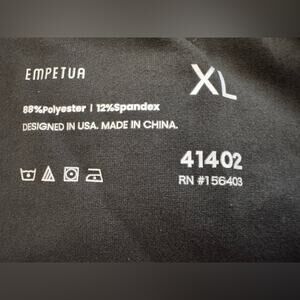 EMPETUA
XL
88%Polyester | 12%Spandex
DESIGNED IN USA. MADE IN CHINA.
41402
RN #156403